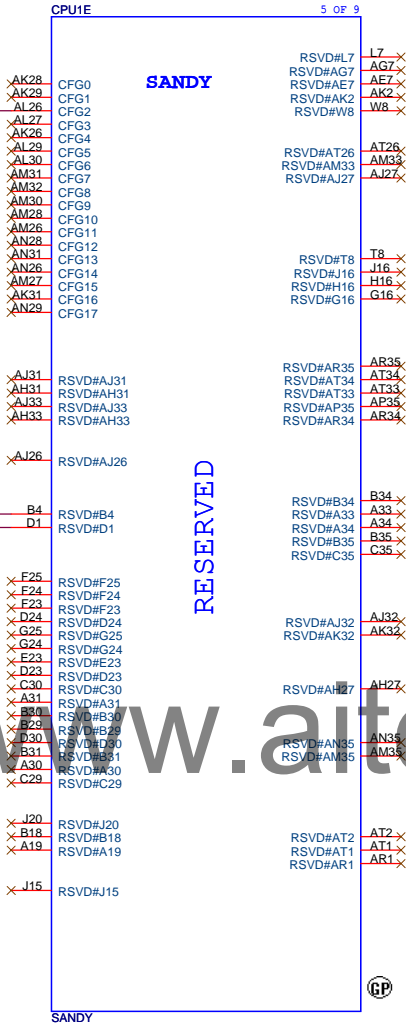 CPU1E 5 OF 9
SANDY
RESERVED
AK28 CFG0
AK29 CFG1
AL26 CFG2
AL27 CFG3
AK26 CFG4
AL29 CFG5
AL30 CFG6
AM31 CFG7
AM32 CFG8
AM30 CFG9
AM28 CFG10
AM26 CFG11
AN28 CFG12
AN31 CFG13
AN26 CFG14
AM27 CFG15
AK31 CFG16
AN29 CFG17
AJ31 RSVD#AJ31
AH31 RSVD#AH31
AJ33 RSVD#AJ33
AH33 RSVD#AH33
AJ26 RSVD#AJ26
B4 RSVD#B4
D1 RSVD#D1
F25 RSVD#F25
F24 RSVD#F24
F23 RSVD#F23
D24 RSVD#D24
G25 RSVD#G25
G24 RSVD#G24
E23 RSVD#E23
D23 RSVD#D23
C30 RSVD#C30
A31 RSVD#A31
B30 RSVD#B30
B29 RSVD#B29
D30 RSVD#D30
B31 RSVD#B31
A30 RSVD#A30
C29 RSVD#C29
J20 RSVD#J20
B18 RSVD#B18
A19 RSVD#A19
J15 RSVD#J15
RSVD#L7 L7
RSVD#AG7 AG7
RSVD#AE7 AE7
RSVD#AK2 AK2
RSVD#W8 W8
RSVD#AT26 AT26
RSVD#AM33 AM33
RSVD#AJ27 AJ27
RSVD#T8 T8
RSVD#J16 J16
RSVD#H16 H16
RSVD#G16 G16
RSVD#AR35 AR35
RSVD#AT34 AT34
RSVD#AT33 AT33
RSVD#AP35 AP35
RSVD#AR34 AR34
RSVD#B34 B34
RSVD#A33 A33
RSVD#A34 A34
RSVD#B35 B35
RSVD#C35 C35
RSVD#AJ32 AJ32
RSVD#AK32 AK32
RSVD#AH27 AH27
RSVD#AN35 AN35
RSVD#AM35 AM35
RSVD#AT2 AT2
RSVD#AT1 AT1
RSVD#AR1 AR1
www.aite
GP
SANDY